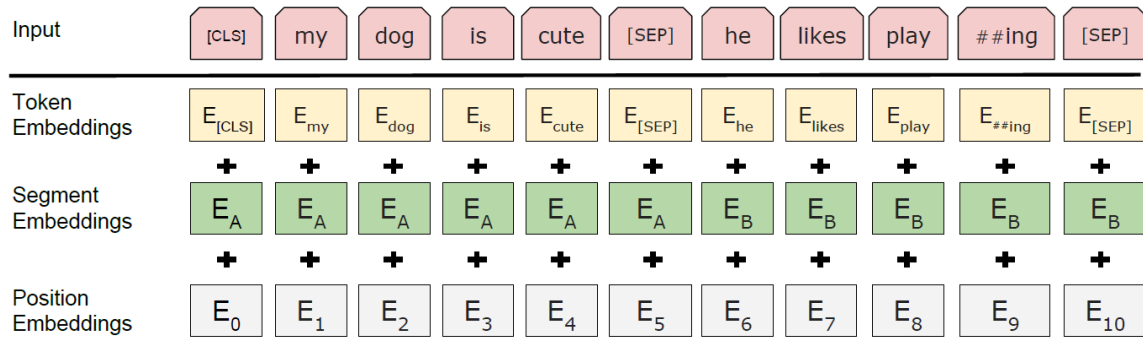 Input [CLS] my dog is cute [SEP] he likes play ##ing [SEP]
Token
Embeddings
E[CLS] Emy Edog Eis Ecute E[SEP] Ehe Elikes Eplay E##ing E[SEP]
+ + + + + + + + + + +
Segment
Embeddings
EA EA EA EA EA EA EB EB EB EB EB
+ + + + + + + + + + +
Position
Embeddings
E0 E1 E2 E3 E4 E5 E6 E7 E8 E9 E10